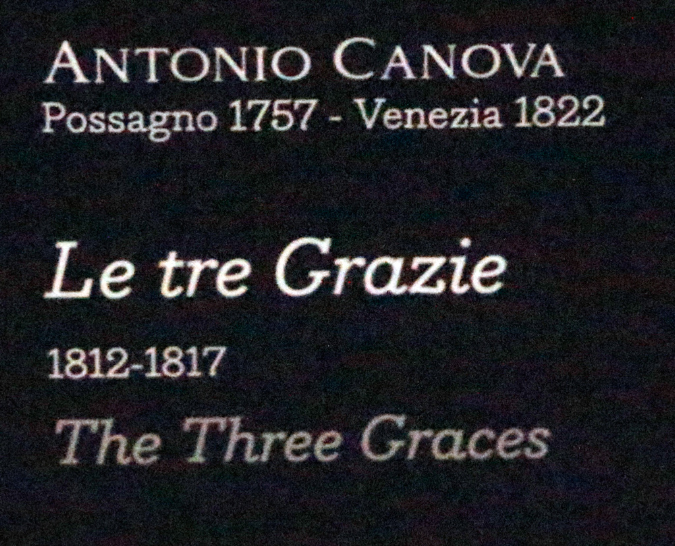 ANTONIO CANOVA
Possagno 1757 - Venezia 1822
Le tre Grazie
1812-1817
The Three Graces